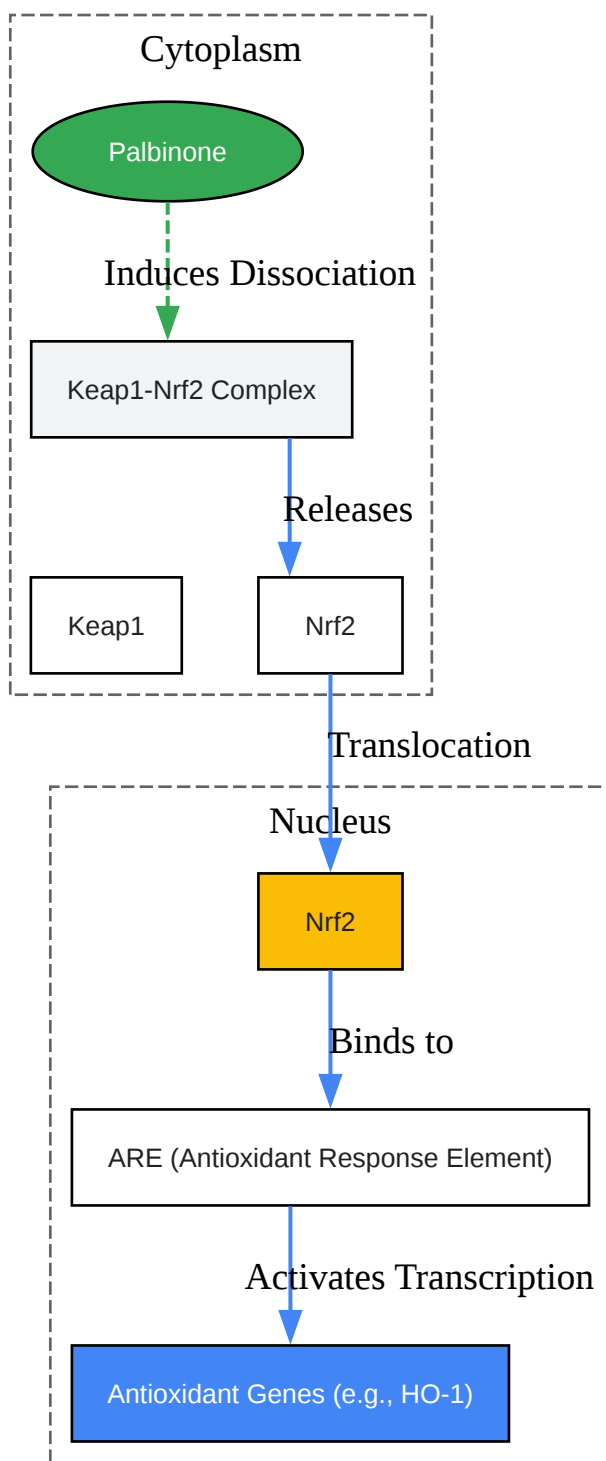 Cytoplasm
Palbinone
Induces Dissociation
Keap1-Nrf2 Complex
Releases
Keap1
Nrf2
Translocation
Nucleus
Nrf2
Binds to
ARE (Antioxidant Response Element)
Activates Transcription
Antioxidant Genes (e.g., HO-1)